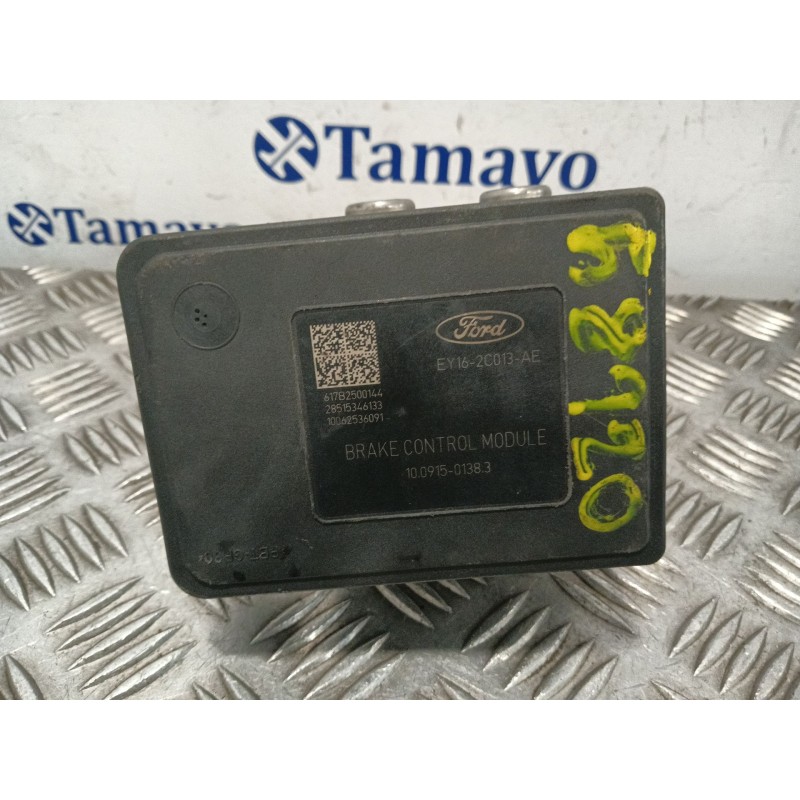 Tamavo
Tamavo
Ford
EY16-2C013-AE
617B2500144
28515346133
10062536091
BRAKE CONTROL MODULE
10.0915-0138.3